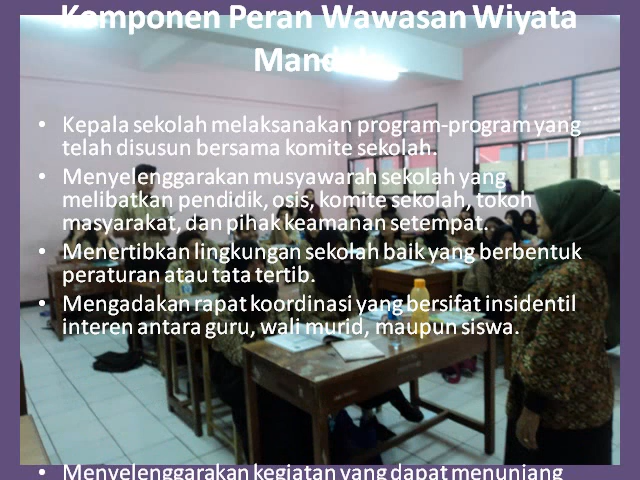 Komponen Peran Wawasan Wiyata
Mandala
• Kepala sekolah melaksanakan program-program yang
telah disusun bersama komite sekolah.
• Menyelenggarakan musyawarah sekolah yang
melibatkan pendidik, osis, komite sekolah, tokoh
masyarakat, dan pihak keamanan setempat.
• Menertibkan lingkungan sekolah baik yang berbentuk
peraturan atau tata tertib.
• Mengadakan rapat koordinasi yang bersifat insidentil
interen antara guru, wali murid, maupun siswa.
• Menyelenggarakan kegiatan yang dapat menunjang